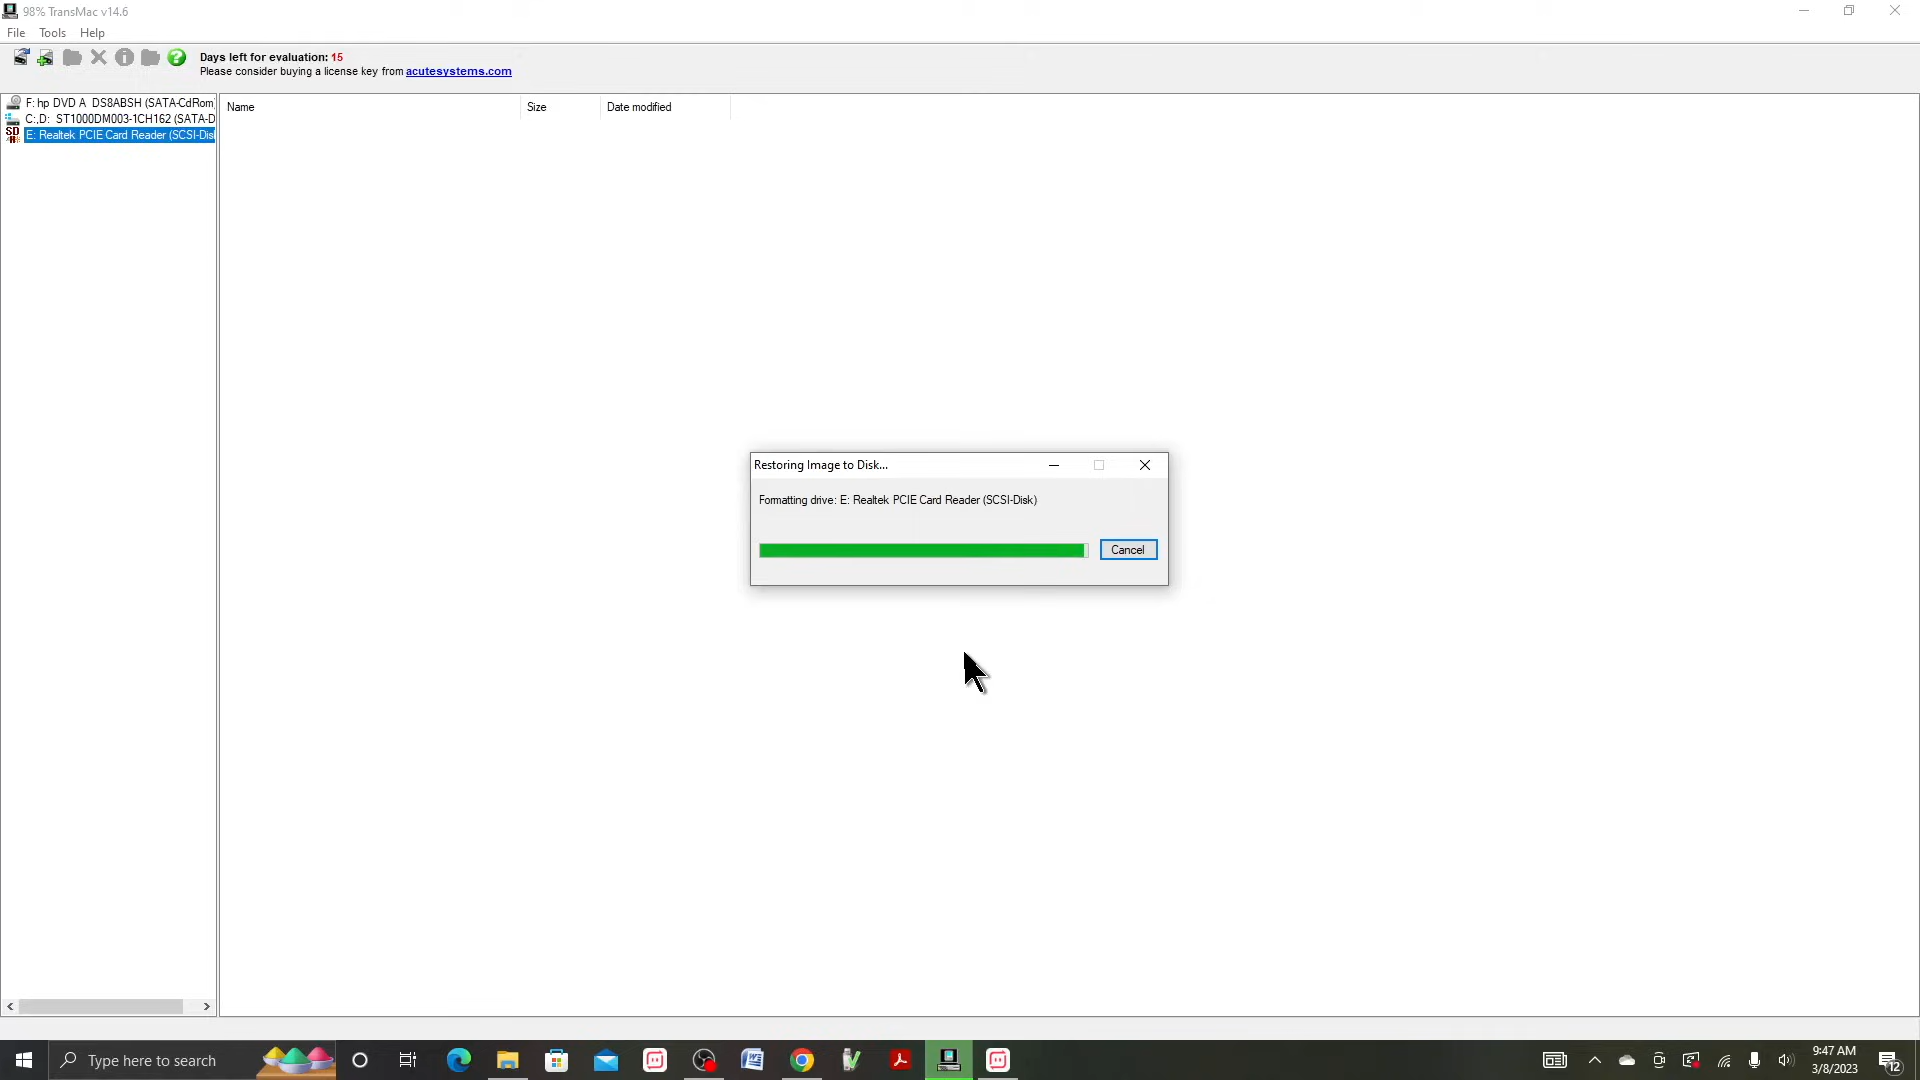 98% TransMac v14.6
File Tools Help
Days left for evaluation: 15
Please consider buying a license key from acutesystems.com
F: hp DVD A DS8ABSH (SATA-CdRom)
C:,D: ST1000DM003-1CH162 (SATA-D
E: Realtek PCIE Card Reader (SCSI-Dis
SD
Name Size Date modified
Restoring Image to Disk...
Formatting drive: E: Realtek PCIE Card Reader (SCSI-Disk)
Cancel
Type here to search
9:47 AM
3/8/2023
12